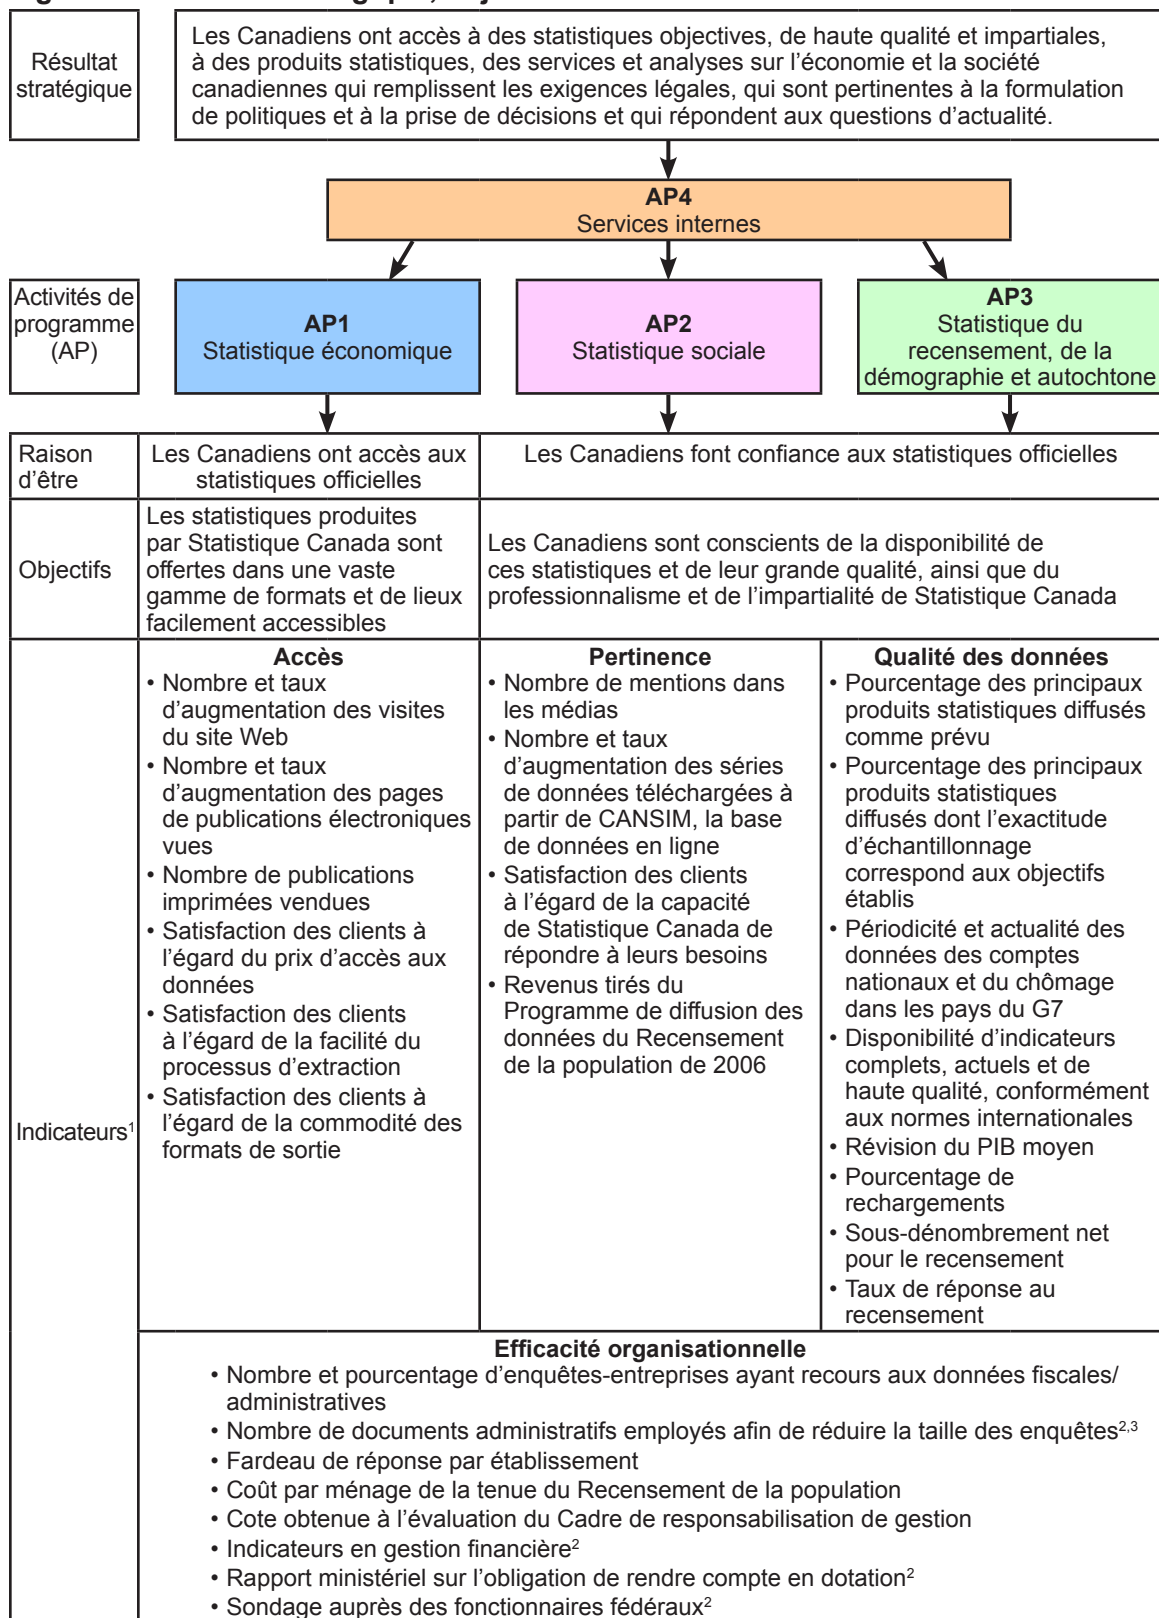 Résultat
stratégique
Les Canadiens ont accès à des statistiques objectives, de haute qualité et impartiales,
à des produits statistiques, des services et analyses sur l’économie et la société
canadiennes qui remplissent les exigences légales, qui sont pertinentes à la formulation
de politiques et à la prise de décisions et qui répondent aux questions d’actualité.
AP4
Services internes
Activités de
programme
(AP)
AP1
Statistique économique
AP2
Statistique sociale
AP3
Statistique du
recensement, de la
démographie et autochtone
Raison
d’être
Les Canadiens ont accès aux
statistiques officielles
Les Canadiens font confiance aux statistiques officielles
Objectifs
Les statistiques produites
par Statistique Canada sont
offertes dans une vaste
gamme de formats et de lieux
facilement accessibles
Les Canadiens sont conscients de la disponibilité de
ces statistiques et de leur grande qualité, ainsi que du
professionnalisme et de l’impartialité de Statistique Canada
Indicateurs1
Accès
• Nombre et taux
d’augmentation des visites
du site Web
• Nombre et taux
d’augmentation des pages
de publications électroniques
vues
• Nombre de publications
imprimées vendues
• Satisfaction des clients à
l’égard du prix d’accès aux
données
• Satisfaction des clients
à l’égard de la facilité du
processus d’extraction
• Satisfaction des clients à
l’égard de la commodité des
formats de sortie
Pertinence
• Nombre de mentions dans
les médias
• Nombre et taux
d’augmentation des séries
de données téléchargées à
partir de CANSIM, la base
de données en ligne
• Satisfaction des clients
à l’égard de la capacité
de Statistique Canada de
répondre à leurs besoins
• Revenus tirés du
Programme de diffusion des
données du Recensement
de la population de 2006
Qualité des données
• Pourcentage des principaux
produits statistiques diffusés
comme prévu
• Pourcentage des principaux
produits statistiques
diffusés dont l’exactitude
d’échantillonnage
correspond aux objectifs
établis
• Périodicité et actualité des
données des comptes
nationaux et du chômage
dans les pays du G7
• Disponibilité d’indicateurs
complets, actuels et de
haute qualité, conformément
aux normes internationales
• Révision du PIB moyen
• Pourcentage de
rechargements
• Sous-dénombrement net
pour le recensement
• Taux de réponse au
recensement
Efficacité organisationnelle
• Nombre et pourcentage d’enquêtes-entreprises ayant recours aux données fiscales/
administratives
• Nombre de documents administratifs employés afin de réduire la taille des enquêtes2,3
• Fardeau de réponse par établissement
• Coût par ménage de la tenue du Recensement de la population
• Cote obtenue à l’évaluation du Cadre de responsabilisation de gestion
• Indicateurs en gestion financière2
• Rapport ministériel sur l’obligation de rendre compte en dotation2
• Sondage auprès des fonctionnaires fédéraux2